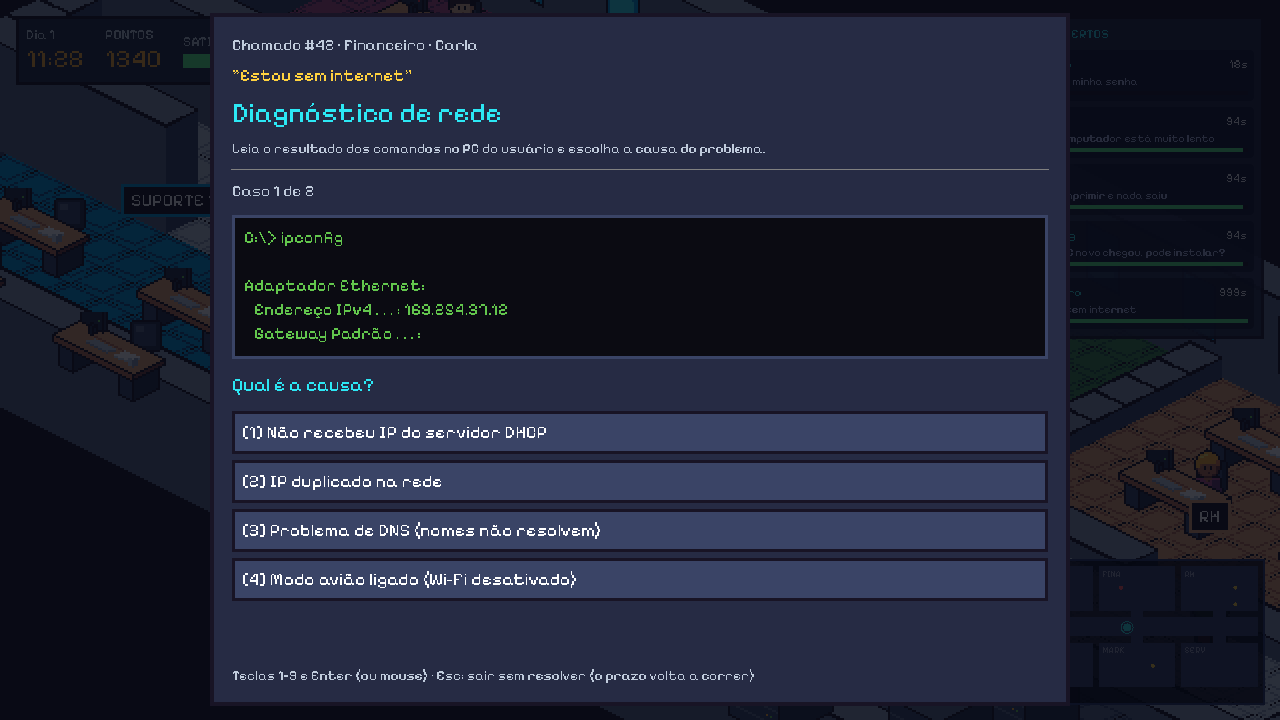 Dia 1
PONTOS
11:28
1340
SUPORTE
Chamado #48 · Financeiro · Carla
"Estou sem internet"
Diagnóstico de rede
Leia o resultado dos comandos no PC do usuário e escolha a causa do problema.
Caso 1 de 2
C:\> ipconfig
Adaptador Ethernet:
Endereço IPv4 . . . : 169.254.37.12
Gateway Padrão . . . :
Qual é a causa?
(1) Não recebeu IP do servidor DHCP
(2) IP duplicado na rede
(3) Problema de DNS (nomes não resolvem)
(4) Modo avião ligado (Wi-Fi desativado)
Teclas 1-9 e Enter (ou mouse) · Esc: sair sem resolver (o prazo volta a correr)
18s
minha senha
94s
está muito lento
94s
e nada saiu
94s
novo chegou, pode instalar?
999s
sem internet
RH
RH